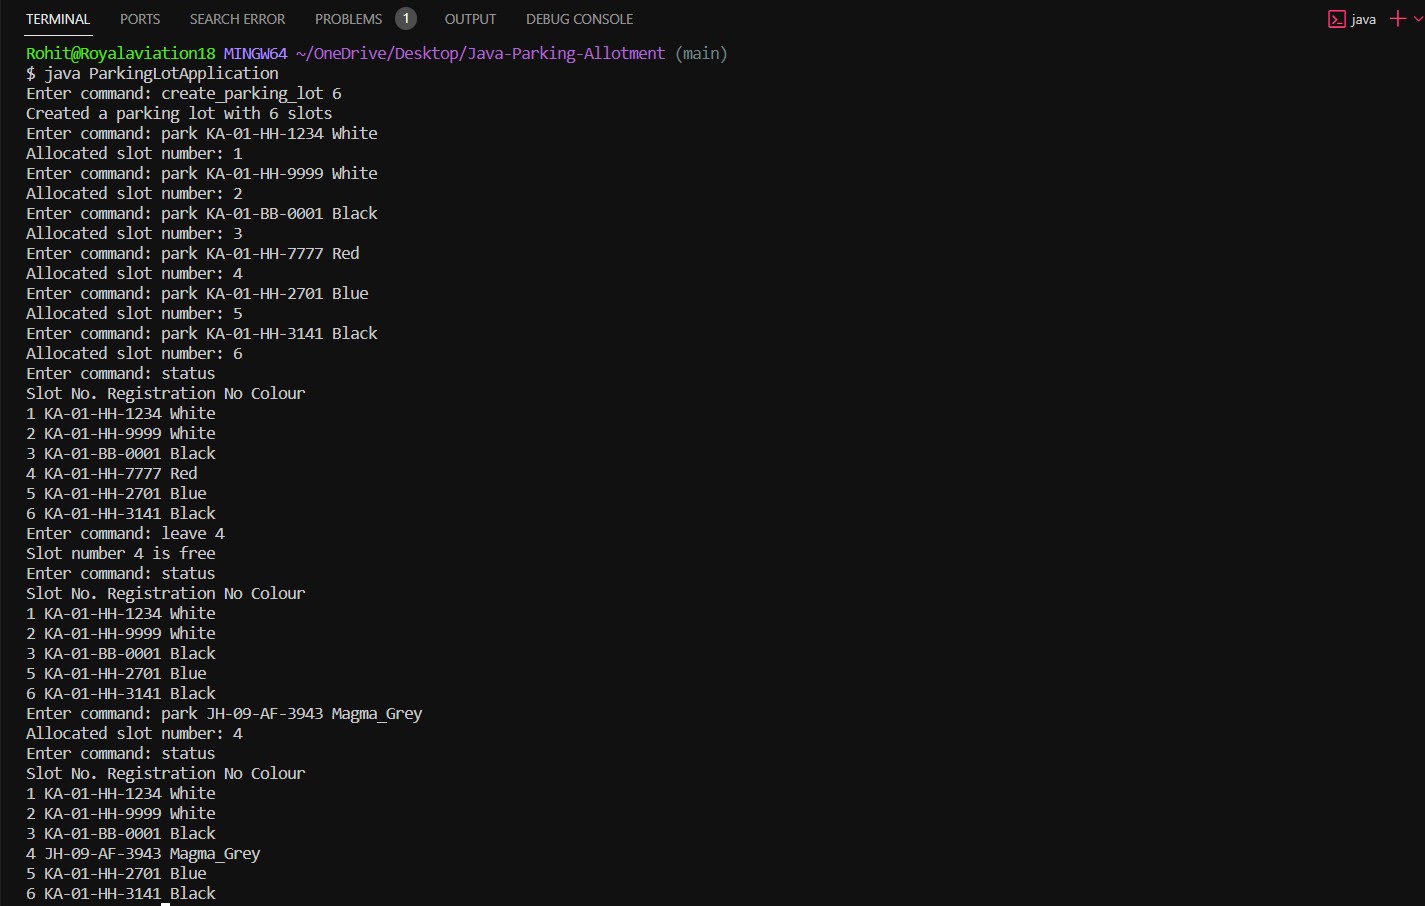 TERMINAL PORTS SEARCH ERROR PROBLEMS 1 OUTPUT DEBUG CONSOLE java
Rohit@Royalaviation18 MINGW64 ~/OneDrive/Desktop/Java-Parking-Allotment (main)
$ java ParkingLotApplication
Enter command: create_parking_lot 6
Created a parking lot with 6 slots
Enter command: park KA-01-HH-1234 White
Allocated slot number: 1
Enter command: park KA-01-HH-9999 White
Allocated slot number: 2
Enter command: park KA-01-BB-0001 Black
Allocated slot number: 3
Enter command: park KA-01-HH-7777 Red
Allocated slot number: 4
Enter command: park KA-01-HH-2701 Blue
Allocated slot number: 5
Enter command: park KA-01-HH-3141 Black
Allocated slot number: 6
Enter command: status
Slot No. Registration No Colour
1 KA-01-HH-1234 White
2 KA-01-HH-9999 White
3 KA-01-BB-0001 Black
4 KA-01-HH-7777 Red
5 KA-01-HH-2701 Blue
6 KA-01-HH-3141 Black
Enter command: leave 4
Slot number 4 is free
Enter command: status
Slot No. Registration No Colour
1 KA-01-HH-1234 White
2 KA-01-HH-9999 White
3 KA-01-BB-0001 Black
5 KA-01-HH-2701 Blue
6 KA-01-HH-3141 Black
Enter command: park JH-09-AF-3943 Magma_Grey
Allocated slot number: 4
Enter command: status
Slot No. Registration No Colour
1 KA-01-HH-1234 White
2 KA-01-HH-9999 White
3 KA-01-BB-0001 Black
4 JH-09-AF-3943 Magma_Grey
5 KA-01-HH-2701 Blue
6 KA-01-HH-3141 Black